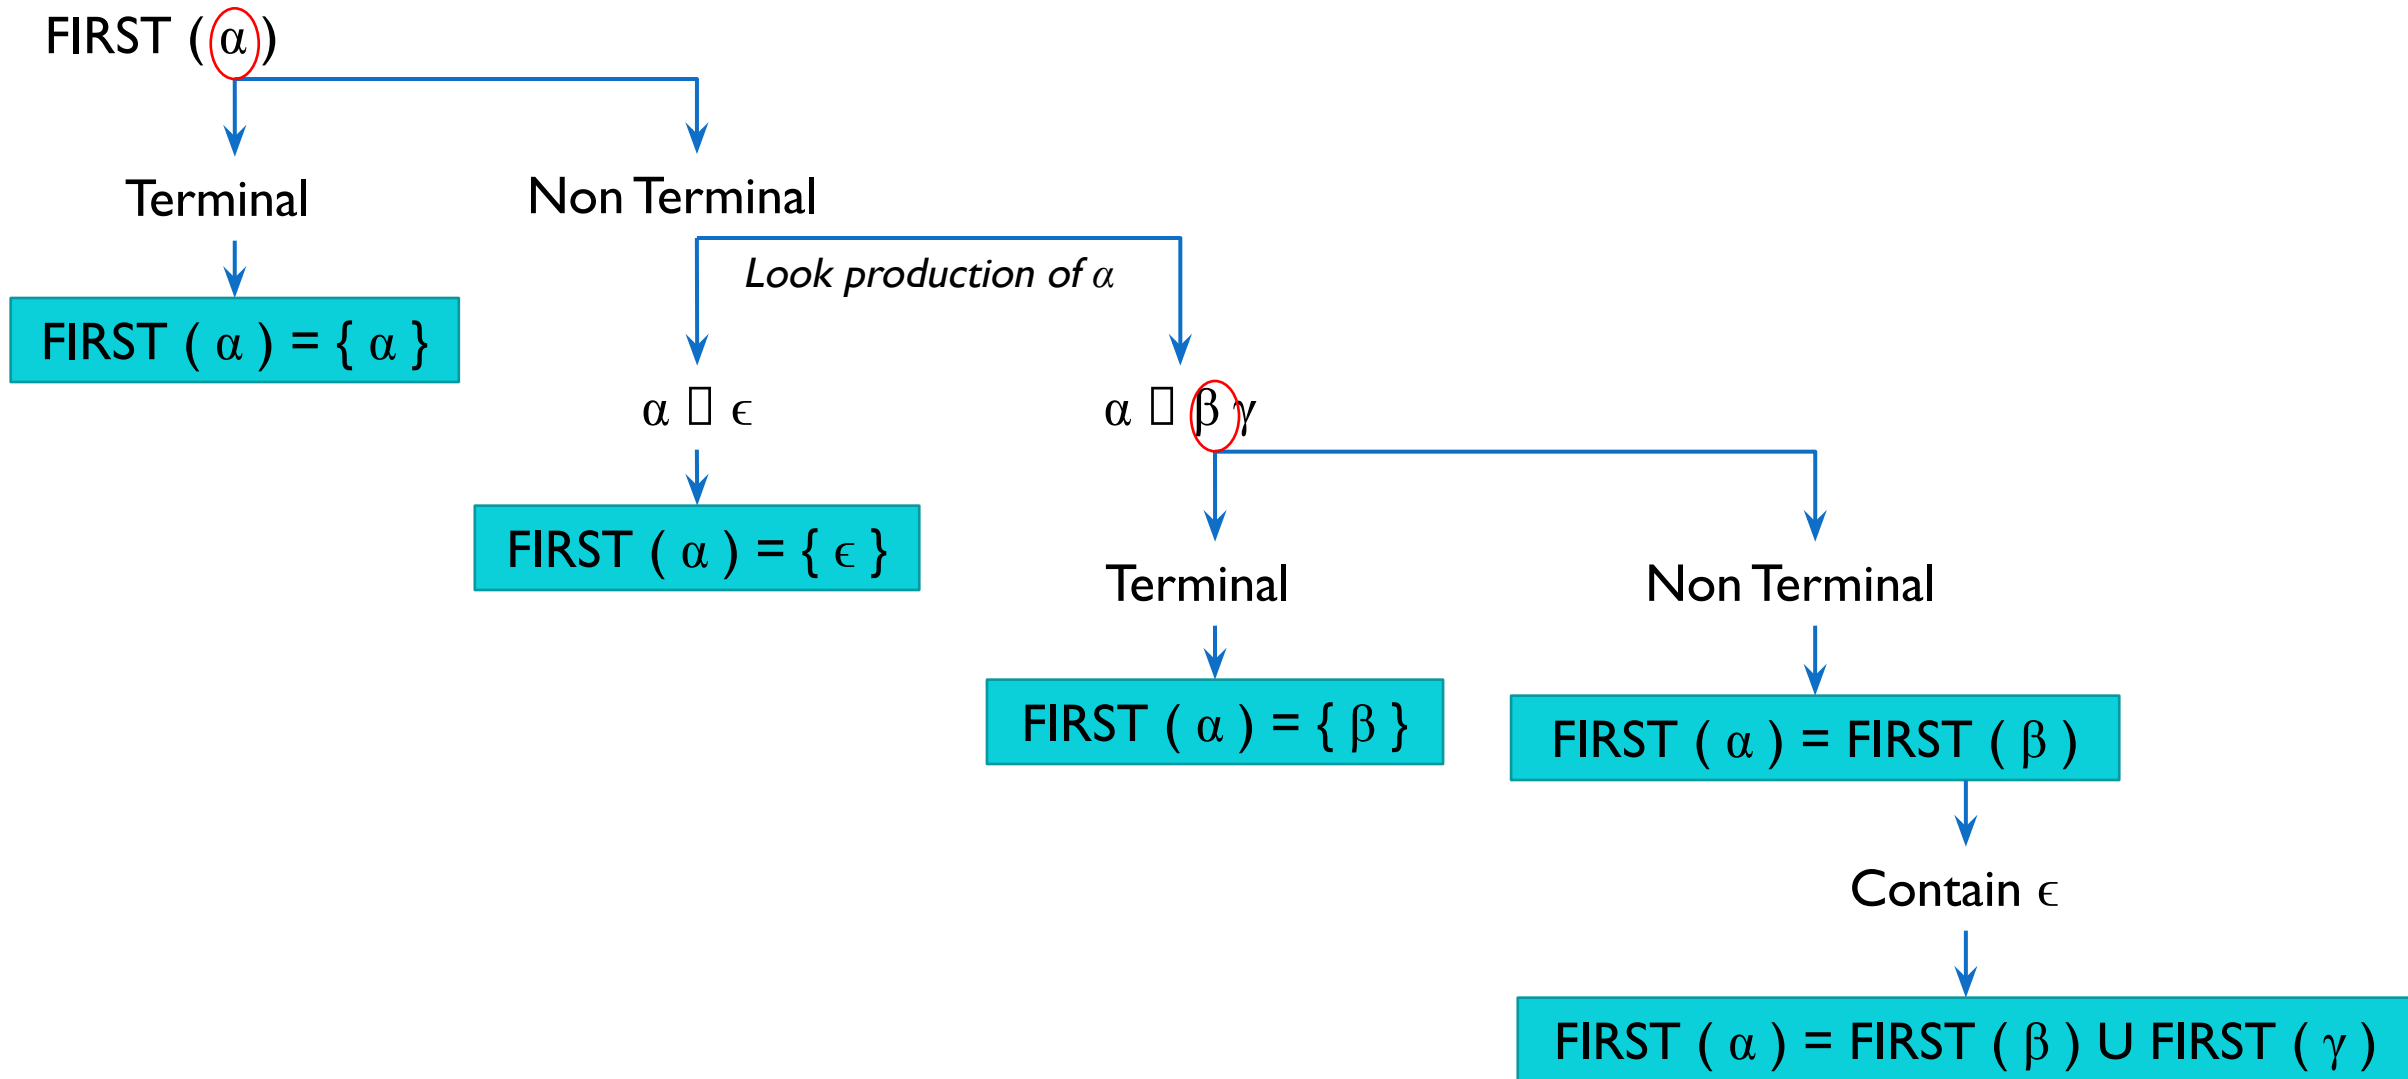 FIRST ( α )
Terminal
Non Terminal
Look production of α
FIRST ( α ) = { α }
α ▯ ϵ
α ▯ β γ
FIRST ( α ) = { ϵ }
Terminal
Non Terminal
FIRST ( α ) = { β }
FIRST ( α ) = FIRST ( β )
Contain ϵ
FIRST ( α ) = FIRST ( β ) U FIRST ( γ )